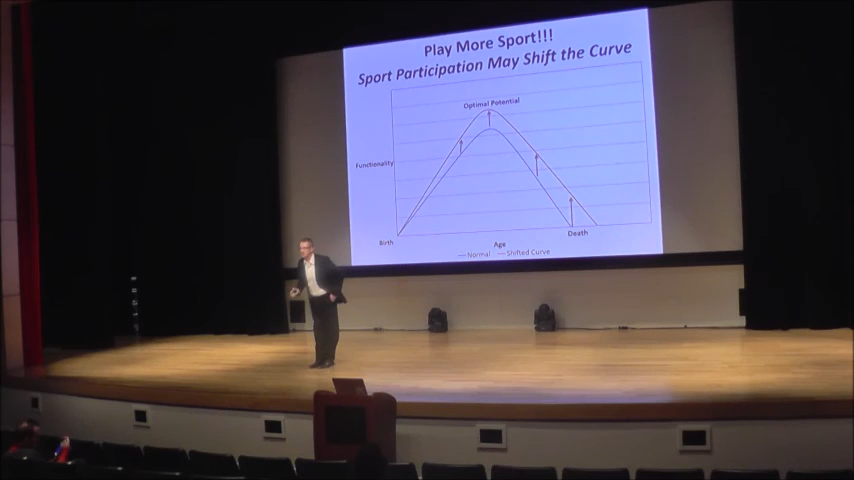 Play More Sport!!!
Sport Participation May Shift the Curve
Optimal Potential
Functionality
Birth
Age
Death
Normal
Shifted Curve